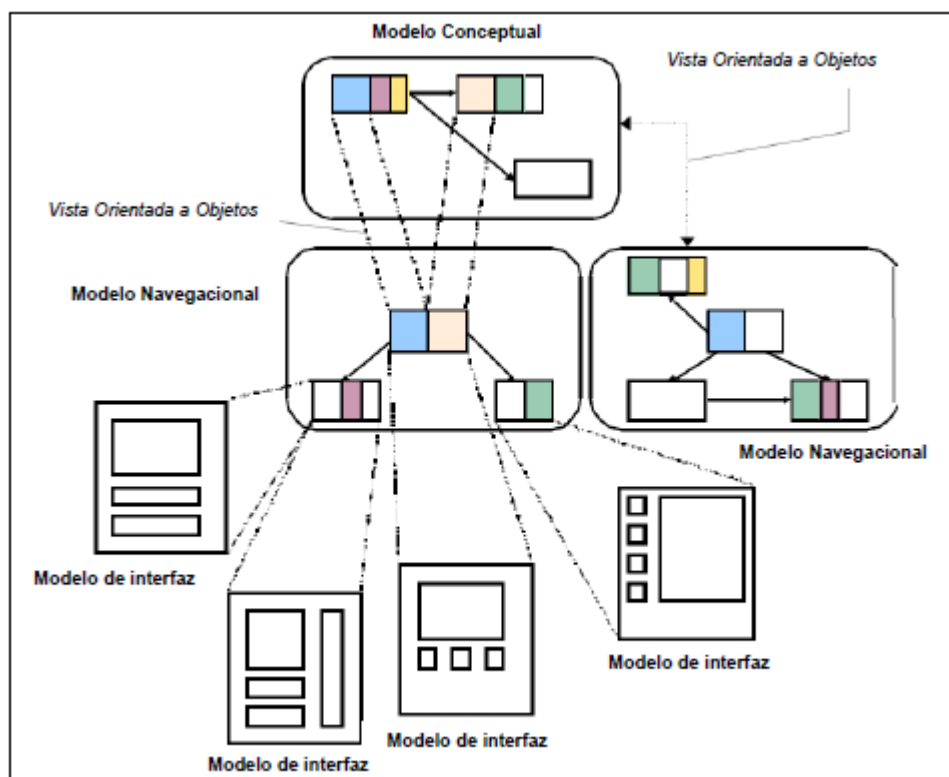 Modelo Conceptual
Vista Orientada a Objetos
Vista Orientada a Objetos
Modelo Navegacional
Modelo Navegacional
Modelo de interfaz
Modelo de interfaz
Modelo de interfaz
Modelo de interfaz